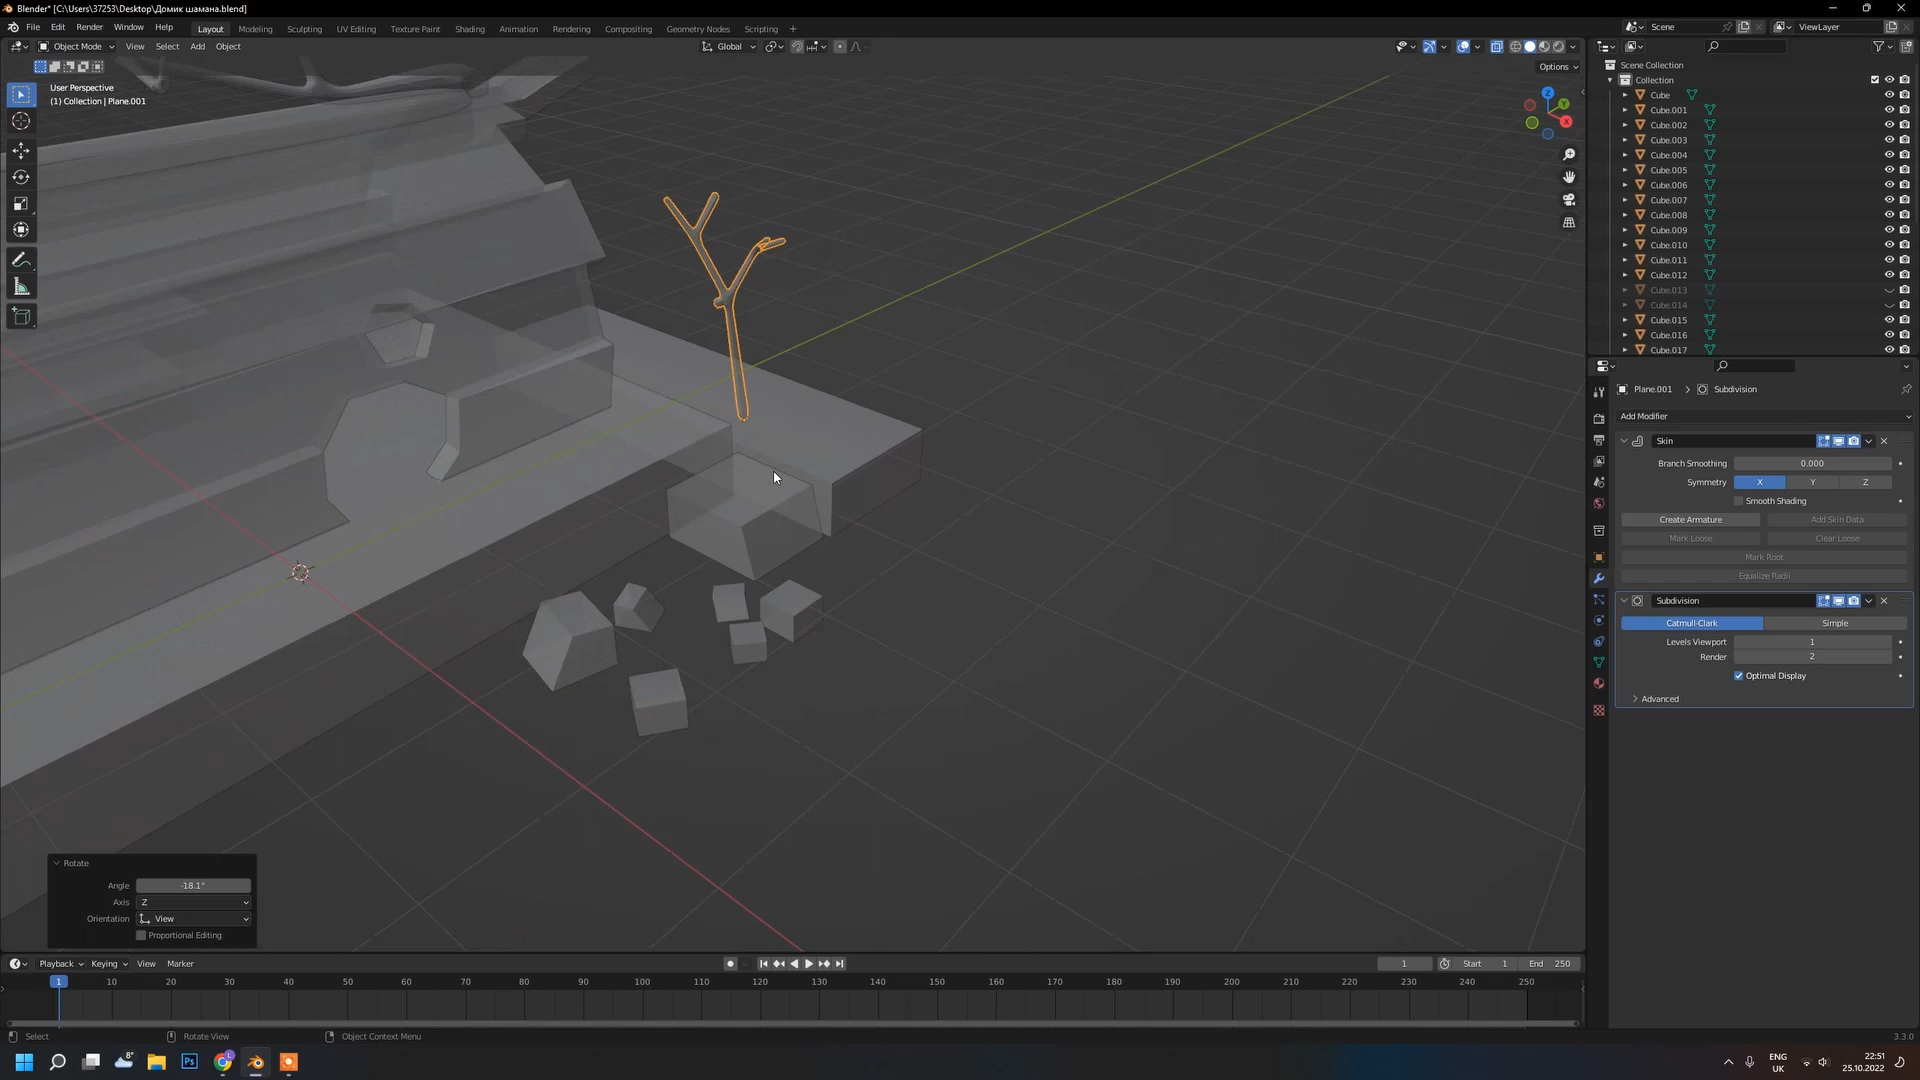 Blender* [C:\Users\37253\Desktop\Домик шамана.blend]
File Edit Render Window Help
Layout Modeling Sculpting UV Editing Texture Paint Shading Animation Rendering Compositing Geometry Nodes Scripting +
Scene
ViewLayer
Object Mode View Select Add Object
Global
Options
User Perspective
(1) Collection | Plane.001
Z
Y
X
Scene Collection
Collection
Cube
Cube.001
Cube.002
Cube.003
Cube.004
Cube.005
Cube.006
Cube.007
Cube.008
Cube.009
Cube.010
Cube.011
Cube.012
Cube.013
Cube.014
Cube.015
Cube.016
Cube.017
Plane.001 > Subdivision
Add Modifier
Skin
Branch Smoothing 0.000
Symmetry X Y Z
Smooth Shading
Create Armature Add Skin Data
Mark Loose Clear Loose
Mark Root
Equalize Radii
Subdivision
Catmull-Clark Simple
Levels Viewport 1
Render 2
Optimal Display
Advanced
Rotate
Angle -18.1°
Axis Z
Orientation View
Proportional Editing
Playback Keying View Marker
1 Start 1 End 250
1 10 20 30 40 50 60 70 80 90 100 110 120 130 140 150 160 170 180 190 200 210 220 230 240 250
Select Rotate View Object Context Menu
3.3.0
8°
Ps
L
ENG
UK
22:51
25.10.2022